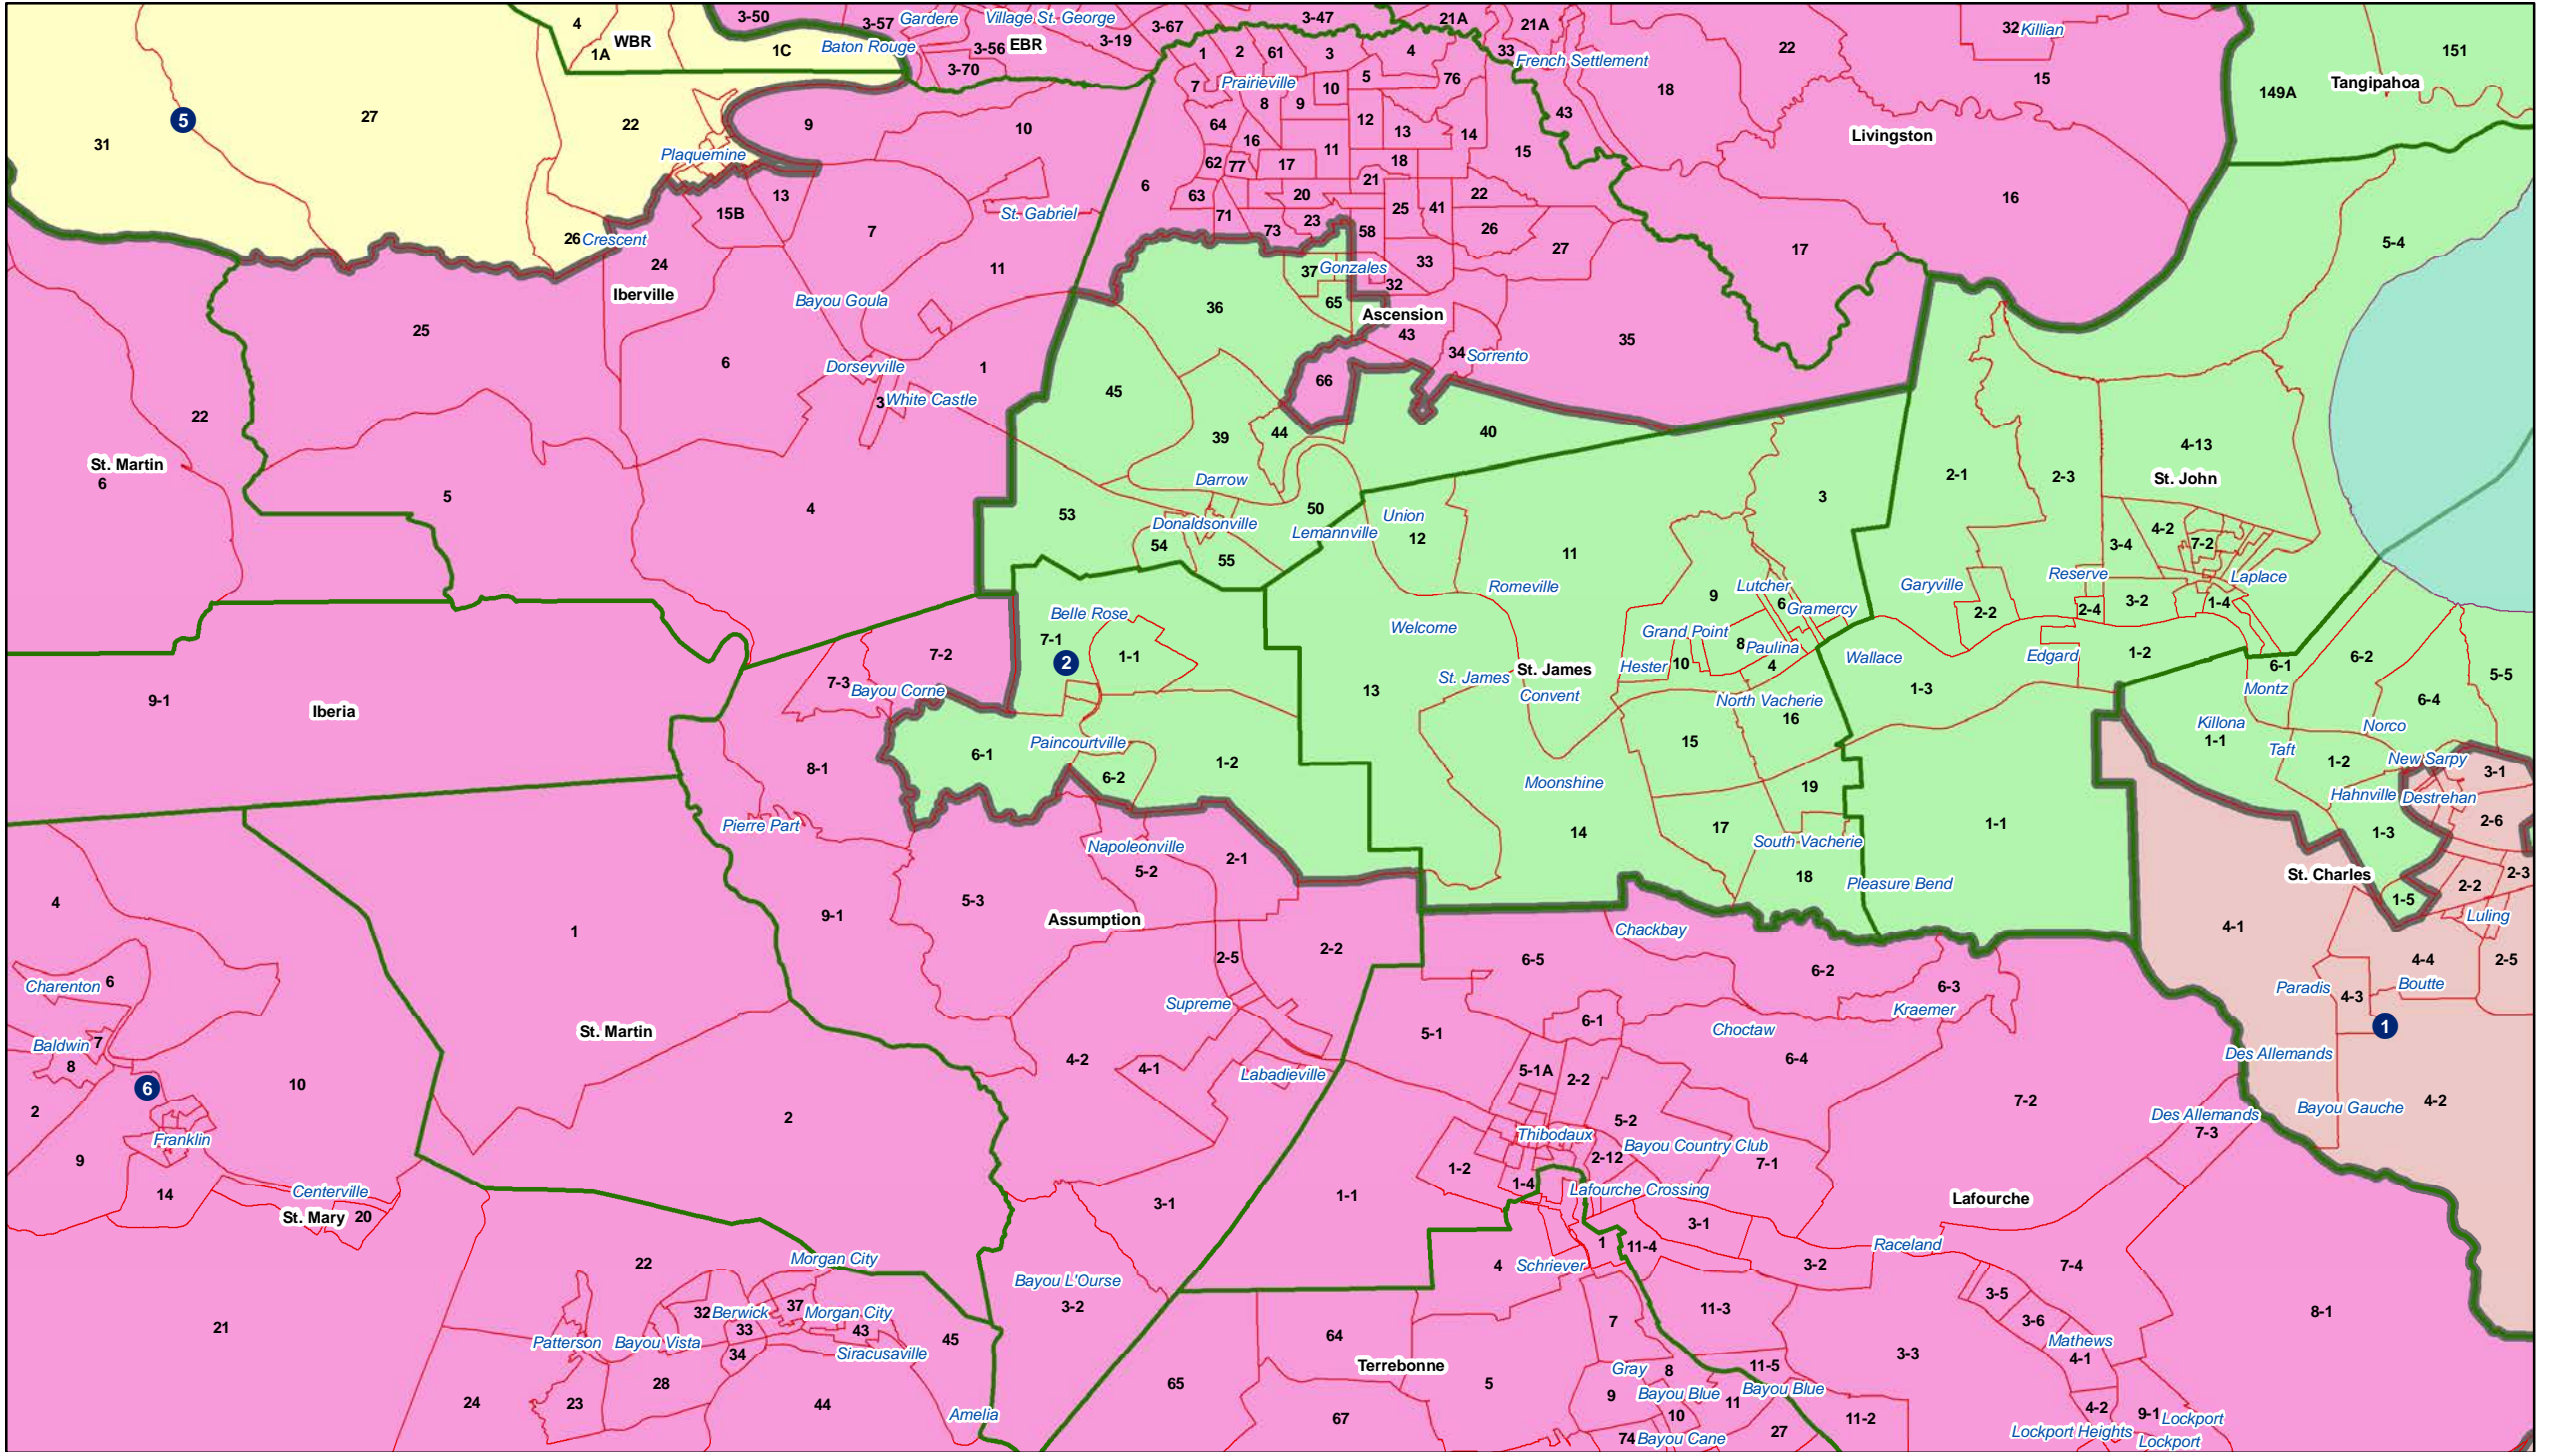 4
3-50
3-57
Gardere
Village St. George
3-67
3-47
21A
21A
32
Killian
WBR
1A
1C
Baton Rouge
3-56
EBR
3-19
3-70
1
2
61
3
4
33
French Settlement
22
151
Tangipahoa
149A
5
27
31
22
Plaquemine
9
10
7
Prairieville
8
9
10
5
76
18
15
43
64
16
12
13
14
15
Livingston
62
77
17
11
18
21
63
6
20
22
16
13
15B
St. Gabriel
71
73
23
58
25
41
26
27
17
5-4
26
Crescent
24
7
11
Iberville
Bayou Goula
37
Gonzales
33
32
36
65
Ascension
43
34
Sorrento
35
25
6
Dorseyville
1
3
White Castle
66
45
22
39
44
40
St. Martin
6
5
4
Darrow
53
50
Donaldsonville
54
55
Lemannville
Union
12
11
3
2-1
2-3
4-13
St. John
4-2
3-4
7-2
Romeville
9
Lutcher
6
Gramercy
Garyville
Reserve
Laplace
2-2
2-4
3-2
1-4
Belle Rose
7-1
2
1-1
Welcome
Grand Point
8
Paulina
4
Hester
10
Wallace
Edgard
1-2
6-1
6-2
5-5
7-2
7-3
Bayou Corne
13
St. James
St. James
Convent
North Vacherie
16
1-3
Montz
6-4
9-1
Iberia
8-1
6-1
Paincourtville
6-2
1-2
15
Killona
1-1
Taft
Norco
1-2
New Sarpy
3-1
Moonshine
19
Hahnville
Destrehan
Pierre Part
14
17
South Vacherie
1-1
1-3
2-6
Napoleonville
5-2
2-1
18
Pleasure Bend
St. Charles
2-2
2-3
1-5
Luling
4
1
9-1
5-3
Assumption
2-5
2-2
Chackbay
6-5
6-2
6-3
Kraemer
4-1
4-4
2-5
Charenton
6
Supreme
6-1
Choctaw
Paradis
4-3
Boutte
1
Baldwin
7
8
St. Martin
5-1
6-4
Des Allemands
4-2
4-1
Labadieville
5-1A
2-2
6
10
2
2
7-2
Des Allemands
7-3
Bayou Gauche
4-2
Franklin
9
5-2
Thibodaux
Bayou Country Club
2-12
7-1
1-2
14
Centerville
St. Mary
20
3-1
1-1
1-4
Lafourche Crossing
Lafourche
3-1
22
Morgan City
1
11-4
Raceland
4
Schriever
3-2
7-4
Bayou L'Ourse
3-2
3-5
21
32
Berwick
37
Morgan City
33
43
45
Patterson
Bayou Vista
34
Siracusaville
64
7
11-3
3-6
Mathews
4-1
8-1
Terrebonne
3-3
24
23
28
44
Amelia
65
67
5
Gray
8
11-5
9
Bayou Blue
11
Bayou Blue
10
11-2
27
74
Bayou Cane
4-2
9-1
Lockport
Lockport Heights
Lockport